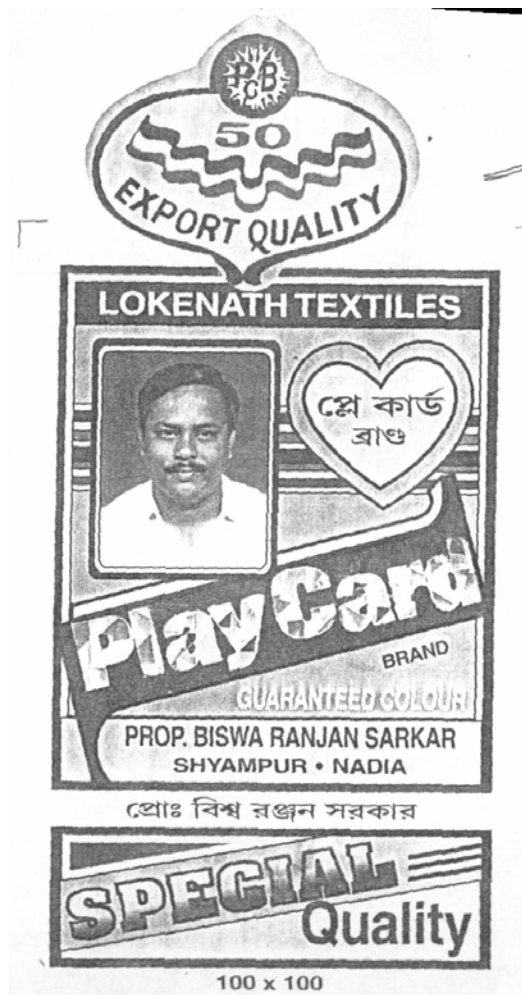 PCB
50
EXPORT QUALITY
LOKENATH TEXTILES
প্লে কার্ড
ব্রাণ্ড
Play Card
BRAND
GUARANTEED COLOUR
PROP. BISWA RANJAN SARKAR
SHYAMPUR • NADIA
প্রোঃ বিশ্ব রঞ্জন সরকার
SPECIAL
Quality
100 x 100